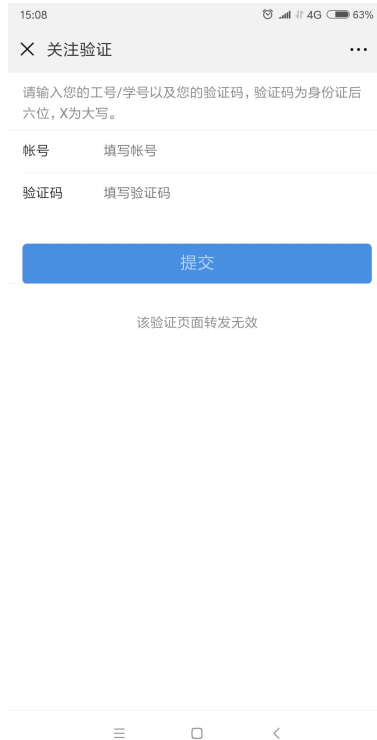 15:08 4G 63%
关注验证
请输入您的工号/学号以及您的验证码，验证码为身份证后
六位，X为大写。
帐号 填写帐号
验证码 填写验证码
提交
该验证页面转发无效